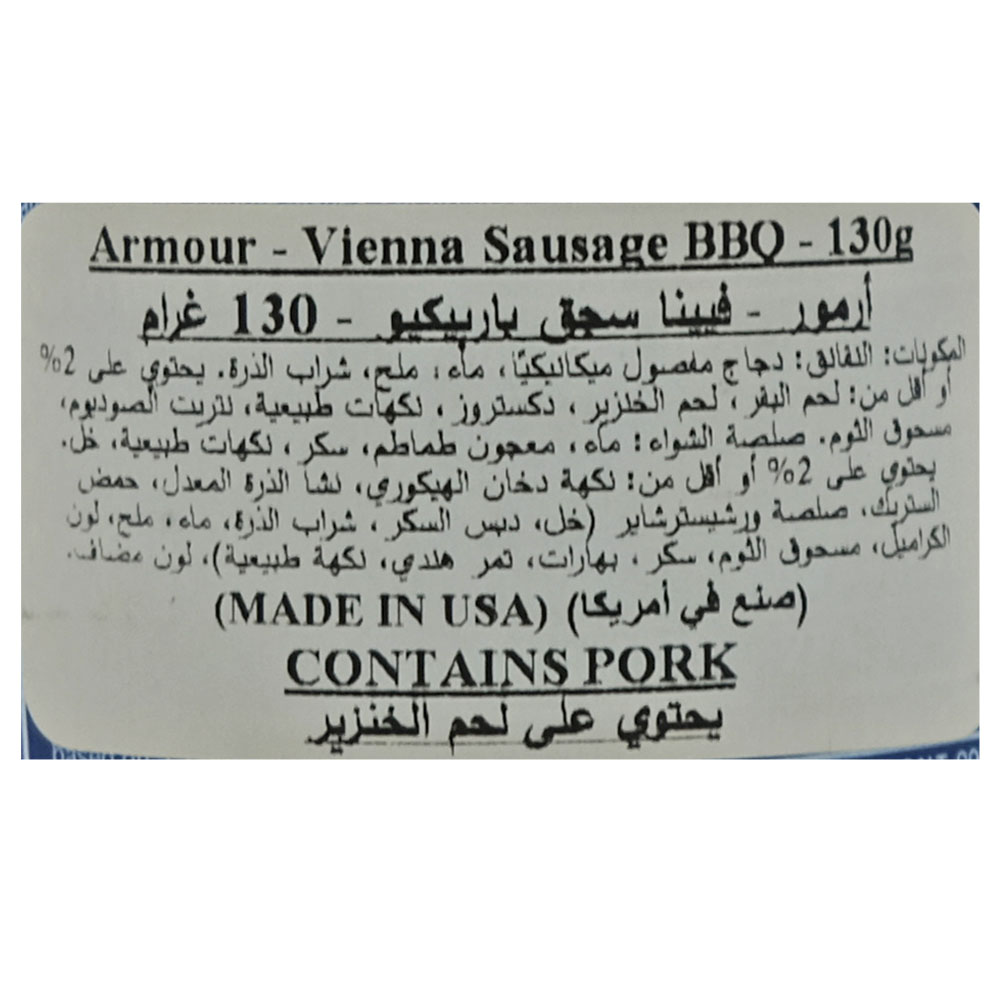 Armour - Vienna Sausage BBQ - 130g
أرمور - فيينا سجق باربيكيو - 130 غرام
المكونات: النقانق: دجاج مفصول ميكانيكيًا، ماء، ملح، شراب الذرة. يحتوي على 2%
أو أقل من: لحم البقر، لحم الخنزير، دكستروز، نكهات طبيعية، نتريت الصوديوم،
مسحوق الثوم. صلصة الشواء: ماء، معجون طماطم، سكر، نكهات طبيعية، خل.
يحتوي على 2% أو أقل من: نكهة دخان الهيكوري، نشا الذرة المعدل، حمض
الستريك، صلصة ورشيسترشاير (خل، دبس السكر، شراب الذرة، ماء، ملح، لون
الكراميل، مسحوق الثوم، سكر، بهارات، تمر هندي، نكهة طبيعية)، لون مضاف.
(MADE IN USA) (صنع في أمريكا)
CONTAINS PORK
يحتوي على لحم الخنزير